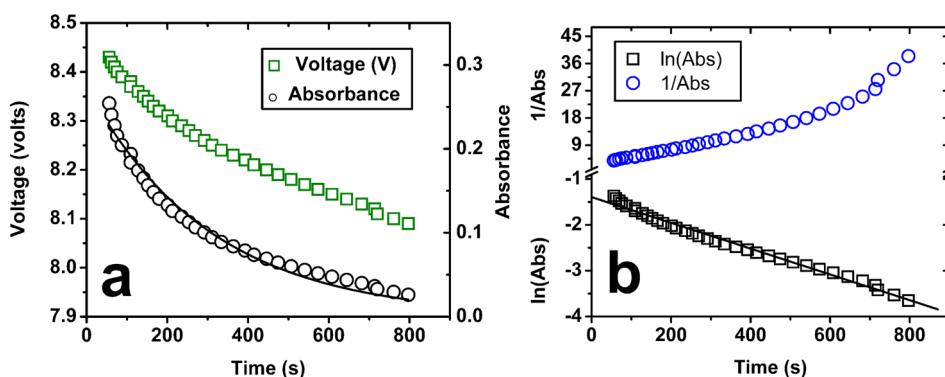 8.5
8.4
8.3
8.2
8.1
8.0
7.9
Voltage (volts)
Voltage (V)
Absorbance
a
0.3
0.2
0.1
0.0
Absorbance
0 200 400 600 800
Time (s)
b
ln(Abs)
1/Abs
45
36
27
18
9
1/Abs
-1
-2
-3
-4
ln(Abs)
0 200 400 600 800
Time (s)